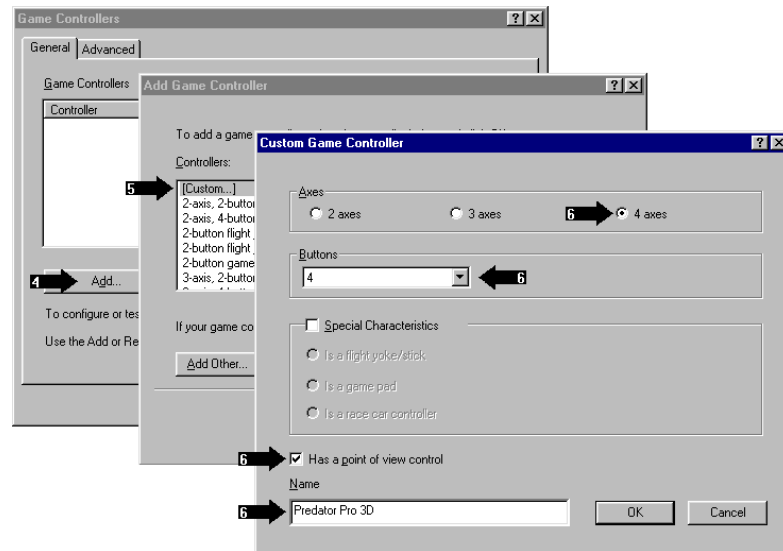 Game Controllers
General Advanced
Game Controllers
Controller
4 Add...
To configure or tes
Use the Add or Re
Add Game Controller
To add a game
Controllers:
5 [Custom...]
2-axis, 2-button
2-axis, 4-button
2-button flight
2-button flight
2-button game
3-axis, 2-button
If your game co
Add Other...
Custom Game Controller
Axes
2 axes 3 axes 6 4 axes
Buttons
4 6
Special Characteristics
Is a flight yoke/stick
Is a game pad
Is a race car controller
6 Has a point of view control
Name
6 Predator Pro 3D OK Cancel